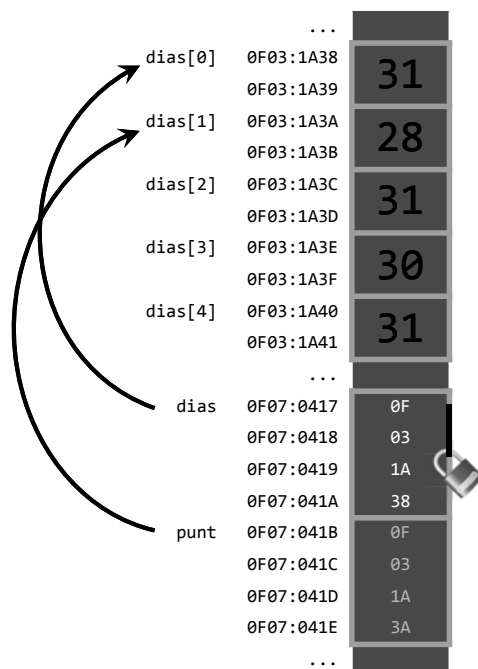 ...
dias[0] 0F03:1A38 31
0F03:1A39
dias[1] 0F03:1A3A 28
0F03:1A3B
dias[2] 0F03:1A3C 31
0F03:1A3D
dias[3] 0F03:1A3E 30
0F03:1A3F
dias[4] 0F03:1A40 31
0F03:1A41
...
dias 0F07:0417 0F
0F07:0418 03
0F07:0419 1A
0F07:041A 38
punt 0F07:041B 0F
0F07:041C 03
0F07:041D 1A
0F07:041E 3A
...